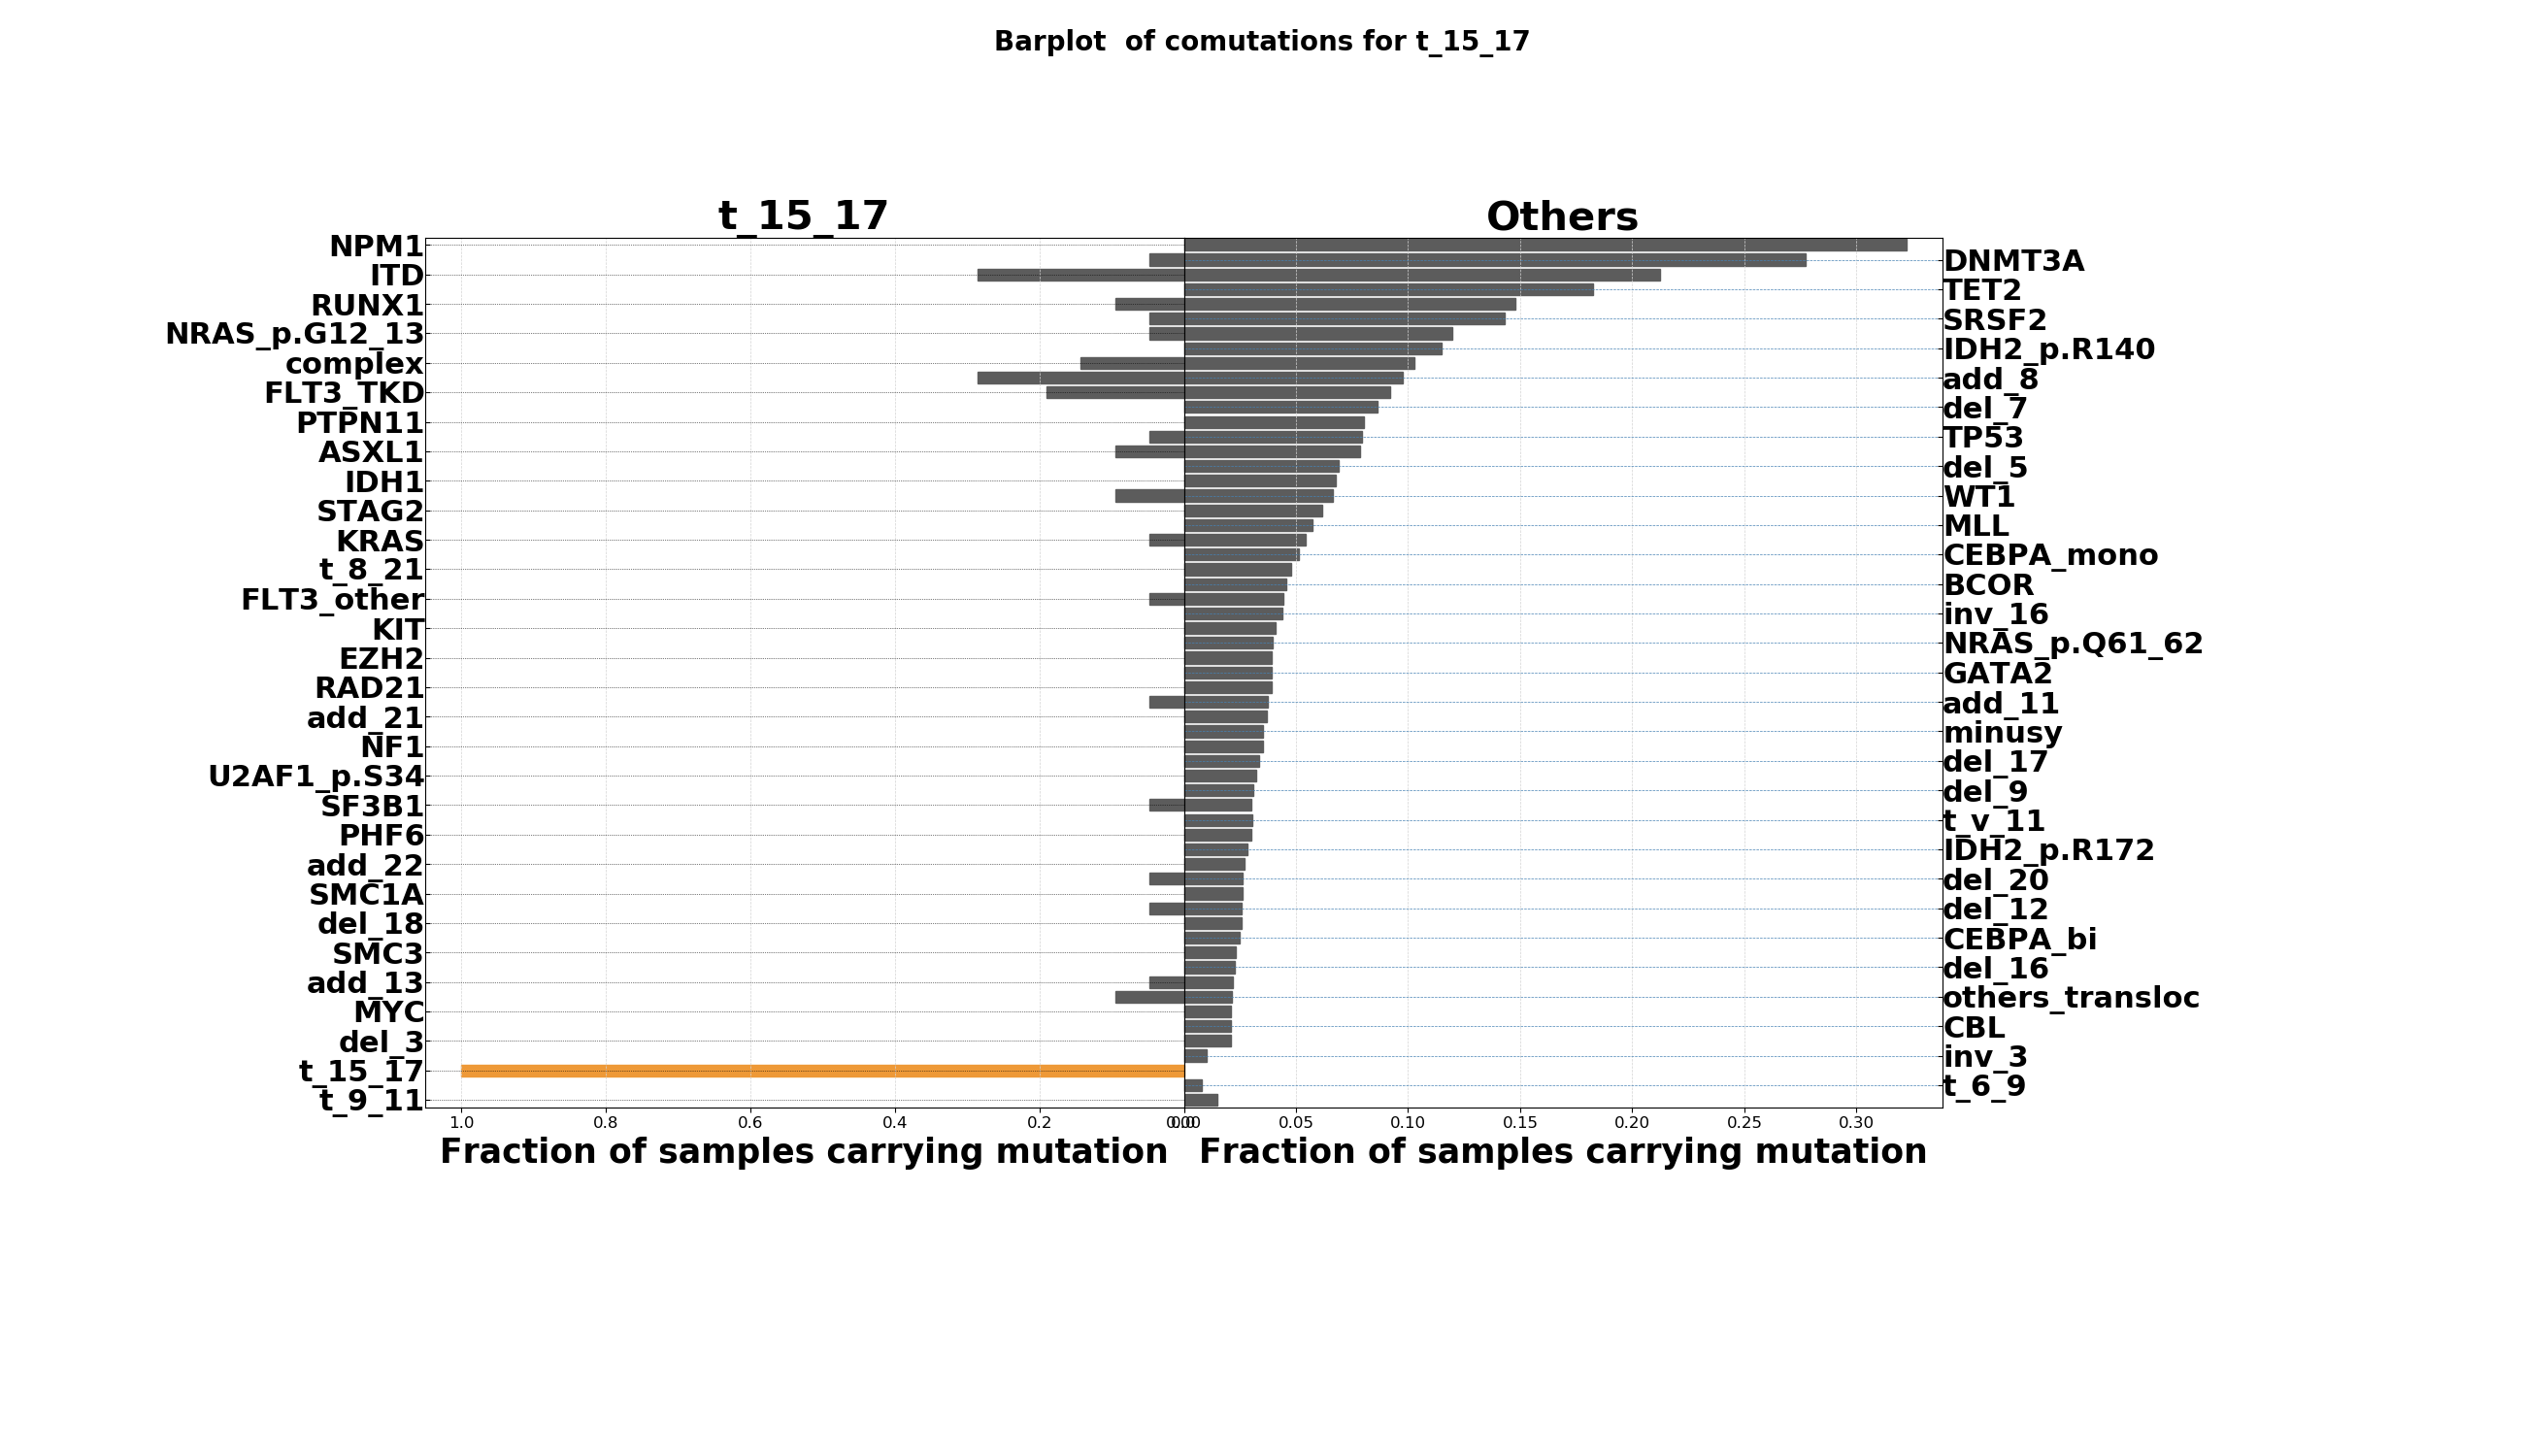 Barplot  of comutations for t_15_17
t_15_17
Others
NPM1
DNMT3A
ITD
TET2
RUNX1
SRSF2
NRAS_p.G12_13
IDH2_p.R140
complex
add_8
FLT3_TKD
del_7
PTPN11
TP53
ASXL1
del_5
IDH1
WT1
STAG2
MLL
KRAS
CEBPA_mono
t_8_21
BCOR
FLT3_other
inv_16
KIT
NRAS_p.Q61_62
EZH2
GATA2
RAD21
add_11
add_21
minusy
NF1
del_17
U2AF1_p.S34
del_9
SF3B1
t_v_11
PHF6
IDH2_p.R172
add_22
del_20
SMC1A
del_12
del_18
CEBPA_bi
SMC3
del_16
add_13
others_transloc
MYC
CBL
del_3
inv_3
t_15_17
t_6_9
t_9_11
1.0 0.8 0.6 0.4 0.2 0.0
0.00 0.05 0.10 0.15 0.20 0.25 0.30
Fraction of samples carrying mutation
Fraction of samples carrying mutation